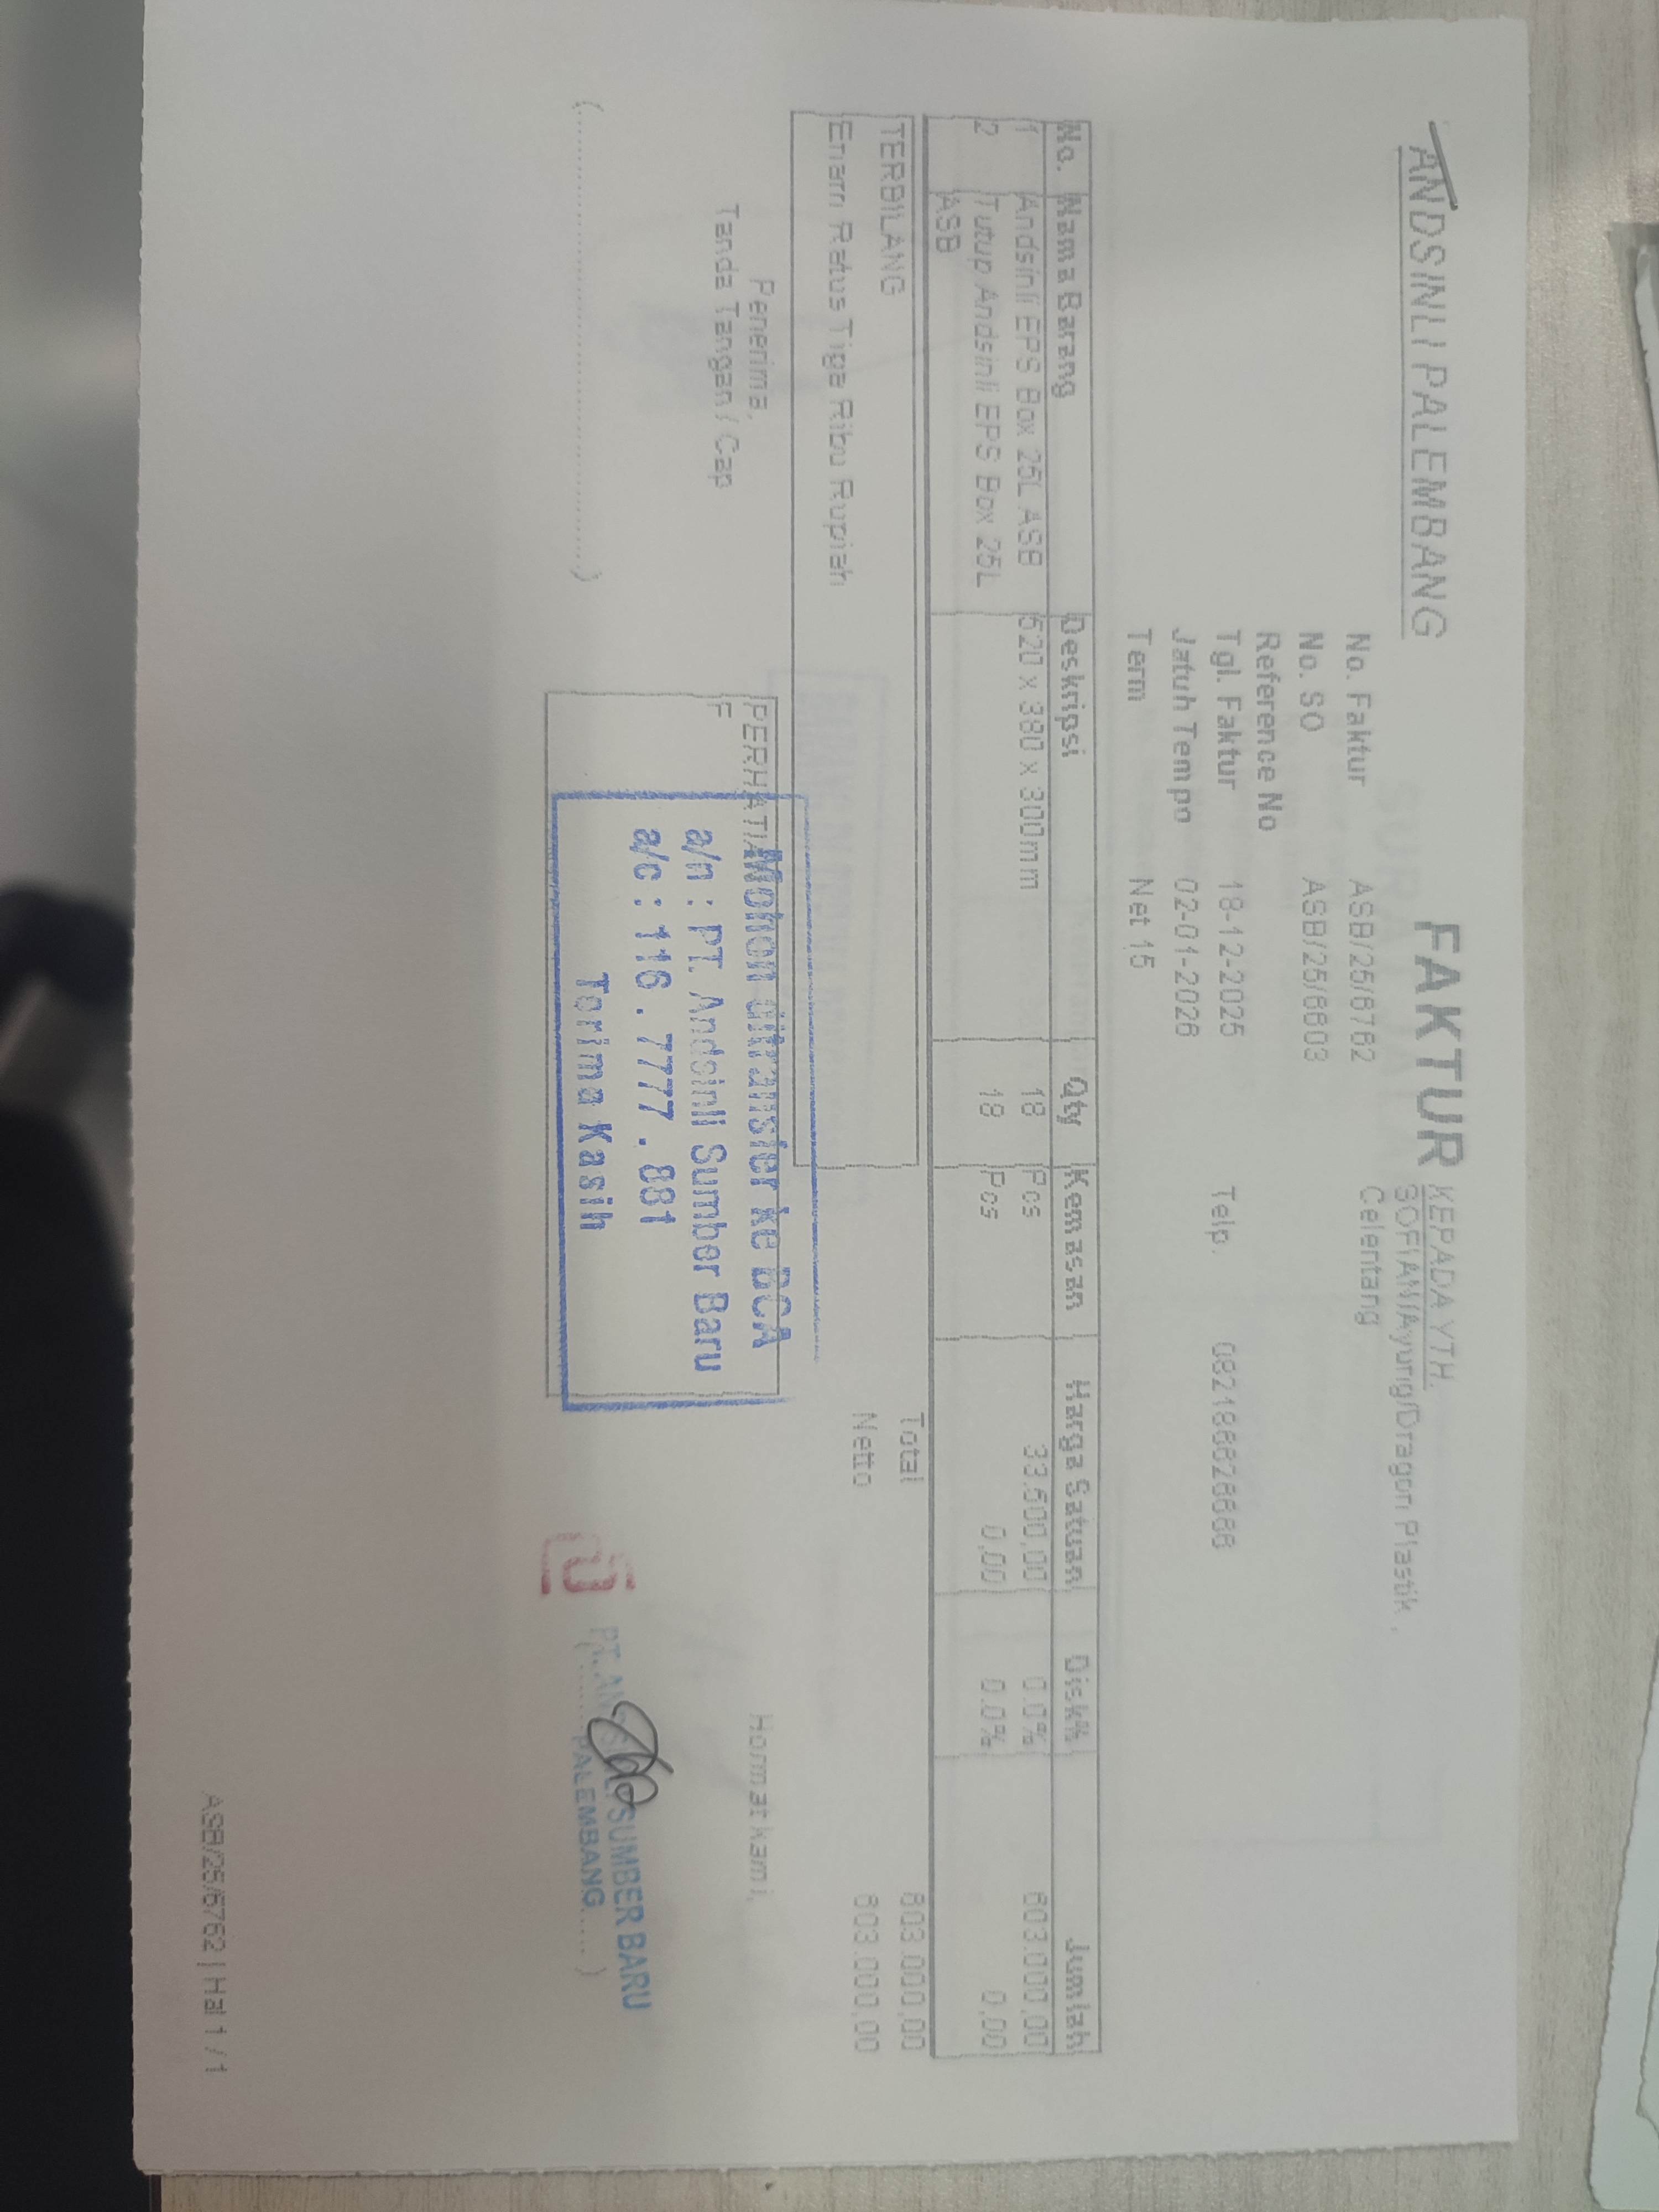 ANDSINLI PALEMBANG
FAKTUR
KEPADA YTH.
SOFIAN/Ayung/Dragon Plastik ,
Celentang
No. Faktur ASB/25/6762
No. SO ASB/25/6603
Reference No
Tgl. Faktur 18-12-2025
Telp.
Jatuh Tempo 02-01-2026
Term Net 15
No. Nama Barang Deskripsi Qty Kemasan Harga Satuan Disk% Jumlah
1 Andsinli EPS Box 25L ASB 520 x 380 x 300mm 18 Pcs 33.500,00 0.0% 603.000,00
2 Tutup Andsinli EPS Box 25L 18 Pcs 0,00 0.0% 0,00
ASB
TERBILANG
Enam Ratus Tiga Ribu Rupiah
Total 603.000,00
Netto 603.000,00
Penerima,
Tanda Tangan / Cap
Hormat kami,
Mohon ditransfer ke BCA
a/n : PT. Andsinli Sumber Baru
a/c : 116 . 7777 . 881
Terima Kasih
SUMBER BARU
PALEMBANG
ASB/25/6762 | Hal 1 / 1